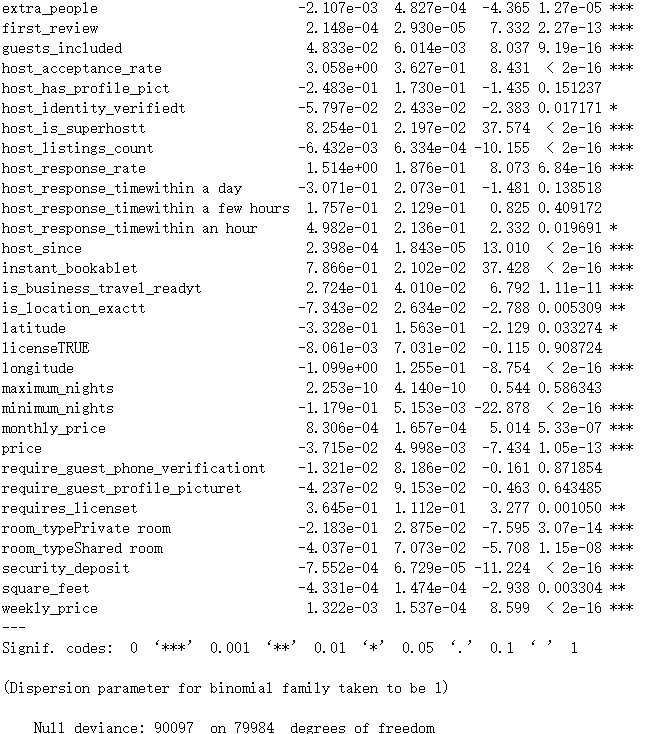 extra_people -2.107e-03 4.827e-04 -4.365 1.27e-05 ***
first_review 2.148e-04 2.930e-05 7.332 2.27e-13 ***
guests_included 4.833e-02 6.014e-03 8.037 9.19e-16 ***
host_acceptance_rate 3.058e+00 3.627e-01 8.431 < 2e-16 ***
host_has_profile_pict -2.483e-01 1.730e-01 -1.435 0.151237
host_identity_verifiedt -5.797e-02 2.433e-02 -2.383 0.017171 *
host_is_superhostt 8.254e-01 2.197e-02 37.574 < 2e-16 ***
host_listings_count -6.432e-03 6.334e-04 -10.155 < 2e-16 ***
host_response_rate 1.514e+00 1.876e-01 8.073 6.84e-16 ***
host_response_timewithin a day -3.071e-01 2.073e-01 -1.481 0.138518
host_response_timewithin a few hours 1.757e-01 2.129e-01 0.825 0.409172
host_response_timewithin an hour 4.982e-01 2.136e-01 2.332 0.019691 *
host_since 2.398e-04 1.843e-05 13.010 < 2e-16 ***
instant_bookablet 7.866e-01 2.102e-02 37.428 < 2e-16 ***
is_business_travel_readyt 2.724e-01 4.010e-02 6.792 1.11e-11 ***
is_location_exactt -7.343e-02 2.634e-02 -2.788 0.005309 **
latitude -3.328e-01 1.563e-01 -2.129 0.033274 *
licenseTRUE -8.061e-03 7.031e-02 -0.115 0.908724
longitude -1.099e+00 1.255e-01 -8.754 < 2e-16 ***
maximum_nights 2.253e-10 4.140e-10 0.544 0.586343
minimum_nights -1.179e-01 5.153e-03 -22.878 < 2e-16 ***
monthly_price 8.306e-04 1.657e-04 5.014 5.33e-07 ***
price -3.715e-02 4.998e-03 -7.434 1.05e-13 ***
require_guest_phone_verificationt -1.321e-02 8.186e-02 -0.161 0.871854
require_guest_profile_picturet -4.237e-02 9.153e-02 -0.463 0.643485
requires_licenset 3.645e-01 1.112e-01 3.277 0.001050 **
room_typePrivate room -2.183e-01 2.875e-02 -7.595 3.07e-14 ***
room_typeShared room -4.037e-01 7.073e-02 -5.708 1.15e-08 ***
security_deposit -7.552e-04 6.729e-05 -11.224 < 2e-16 ***
square_feet -4.331e-04 1.474e-04 -2.938 0.003304 **
weekly_price 1.322e-03 1.537e-04 8.599 < 2e-16 ***
---
Signif. codes: 0 ‘***’ 0.001 ‘**’ 0.01 ‘*’ 0.05 ‘.’ 0.1 ‘ ’ 1
(Dispersion parameter for binomial family taken to be 1)
Null deviance: 90097 on 79984 degrees of freedom